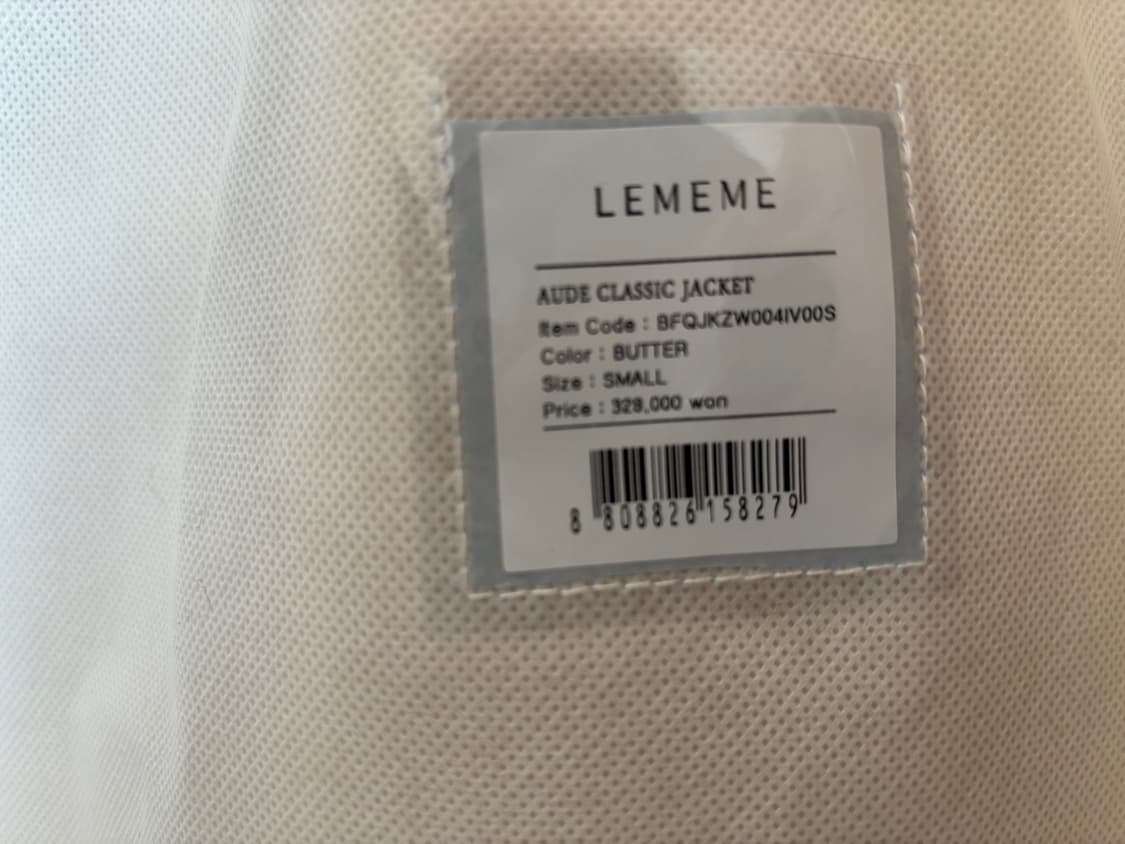 LEMEME
AUDE CLASSIC JACKET
Item Code : BFQJKZW004IV00S
Color : BUTTER
Size : SMALL
Price : 328,000 won
8 808826 158279